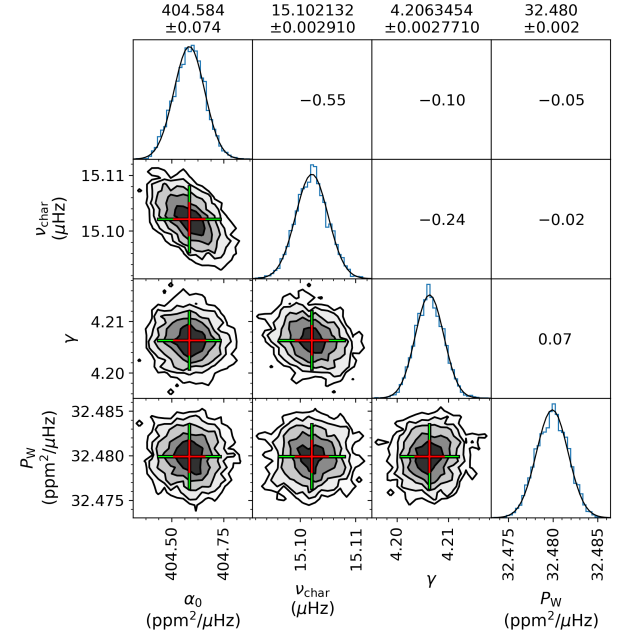 404.584 15.102132 4.2063454 32.480
±0.074 ±0.002910 ±0.0027710 ±0.002
−0.55 −0.10 −0.05
15.11
15.10
ν_char
(μHz)
−0.24 −0.02
4.21
4.20
γ
0.07
32.485
32.480
32.475
P_W
(ppm²/μHz)
404.50 404.75 15.10 15.11 4.20 4.21 32.475 32.480 32.485
α₀ ν_char γ P_W
(ppm²/μHz) (μHz) (ppm²/μHz)